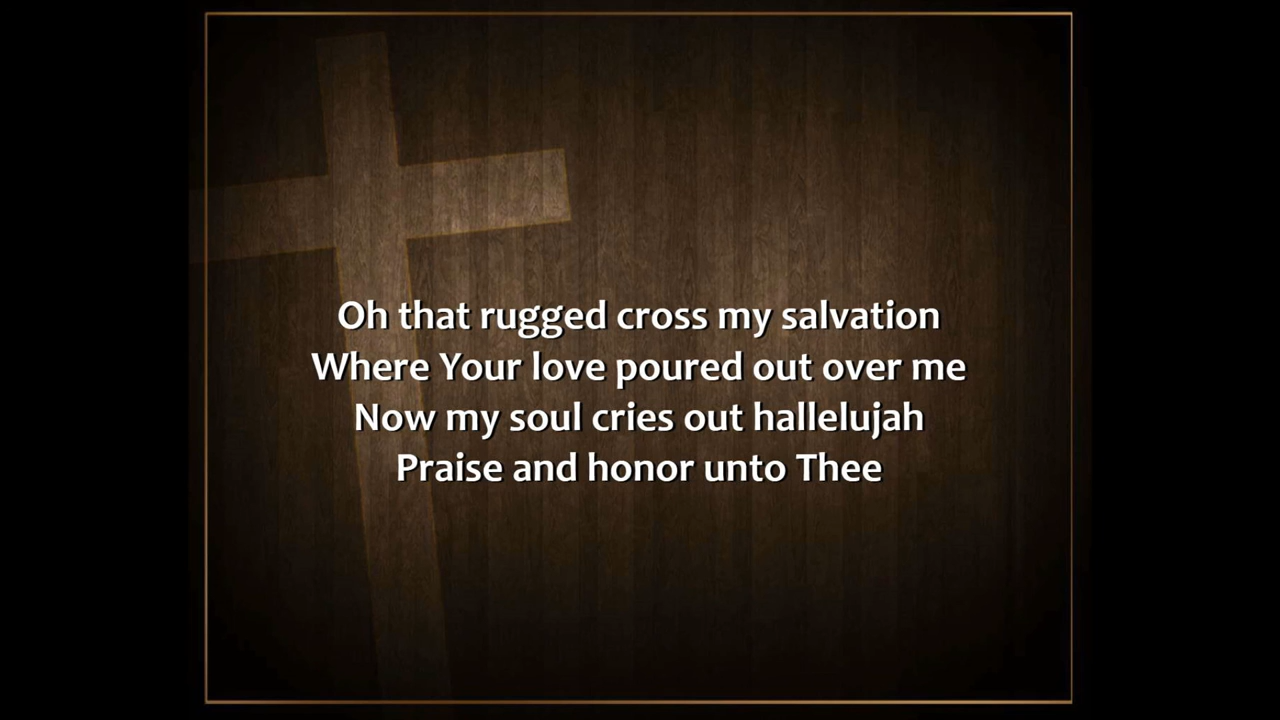 Oh that rugged cross my salvation
Where Your love poured out over me
Now my soul cries out hallelujah
Praise and honor unto Thee